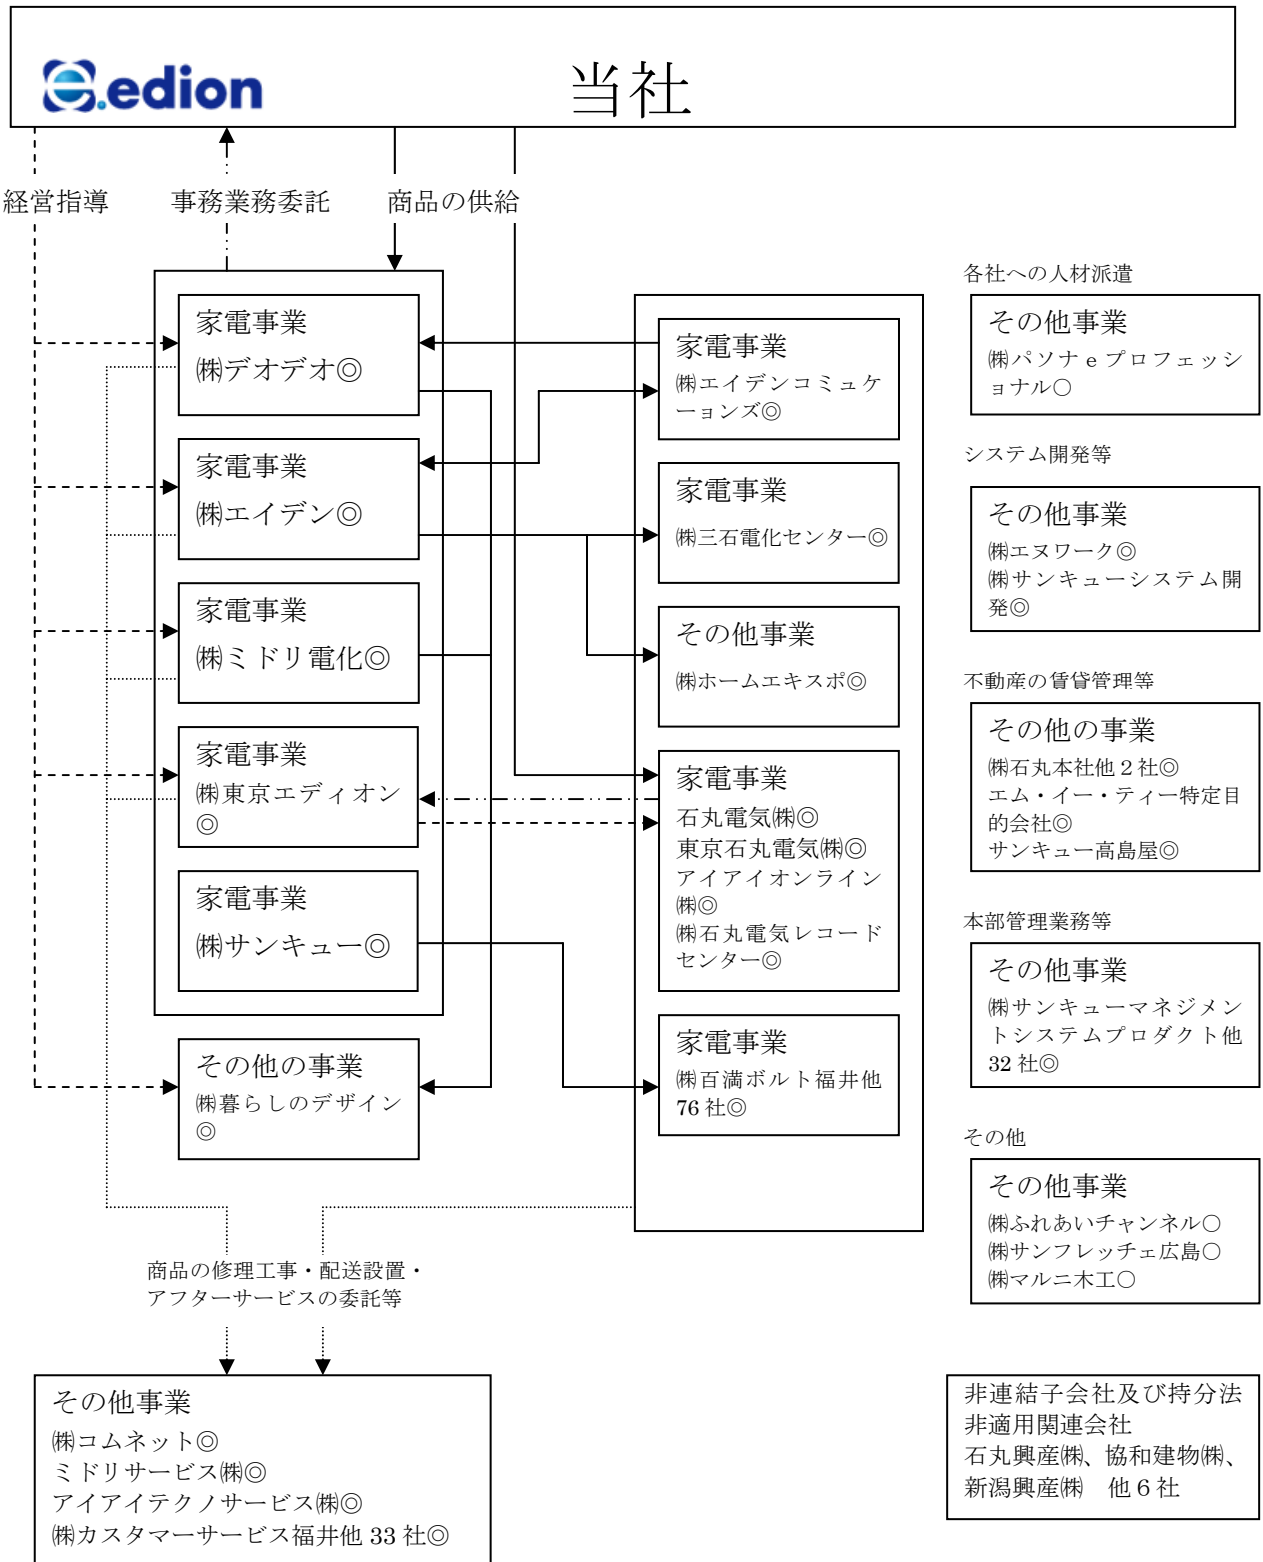 e.edion
当社
経営指導
事務業務委託
商品の供給
家電事業
㈱デオデオ◎
家電事業
㈱エイデン◎
家電事業
㈱ミドリ電化◎
家電事業
㈱東京エディオン
◎
家電事業
㈱サンキュー◎
その他の事業
㈱暮らしのデザイン
◎
家電事業
㈱エイデンコミュケ
ーョンズ◎
家電事業
㈱三石電化センター◎
その他事業
㈱ホームエキスポ◎
家電事業
石丸電気㈱◎
東京石丸電気㈱◎
アイアイオンライン
㈱◎
㈱石丸電気レコード
センター◎
家電事業
㈱百満ボルト福井他
76 社◎
各社への人材派遣
その他事業
㈱パソナ e プロフェッシ
ョナル○
システム開発等
その他事業
㈱エヌワーク◎
㈱サンキューシステム開
発◎
不動産の賃貸管理等
その他の事業
㈱石丸本社他 2 社◎
エム・イー・ティー特定目
的会社◎
サンキュー高島屋◎
本部管理業務等
その他事業
㈱サンキューマネジメン
トシステムプロダクト他
32 社◎
その他
その他事業
㈱ふれあいチャンネル○
㈱サンフレッチェ広島○
㈱マルニ木工○
商品の修理工事・配送設置・
アフターサービスの委託等
その他事業
㈱コムネット◎
ミドリサービス㈱◎
アイアイテクノサービス㈱◎
㈱カスタマーサービス福井他 33 社◎
非連結子会社及び持分法
非適用関連会社
石丸興産㈱、協和建物㈱、
新潟興産㈱　他 6 社